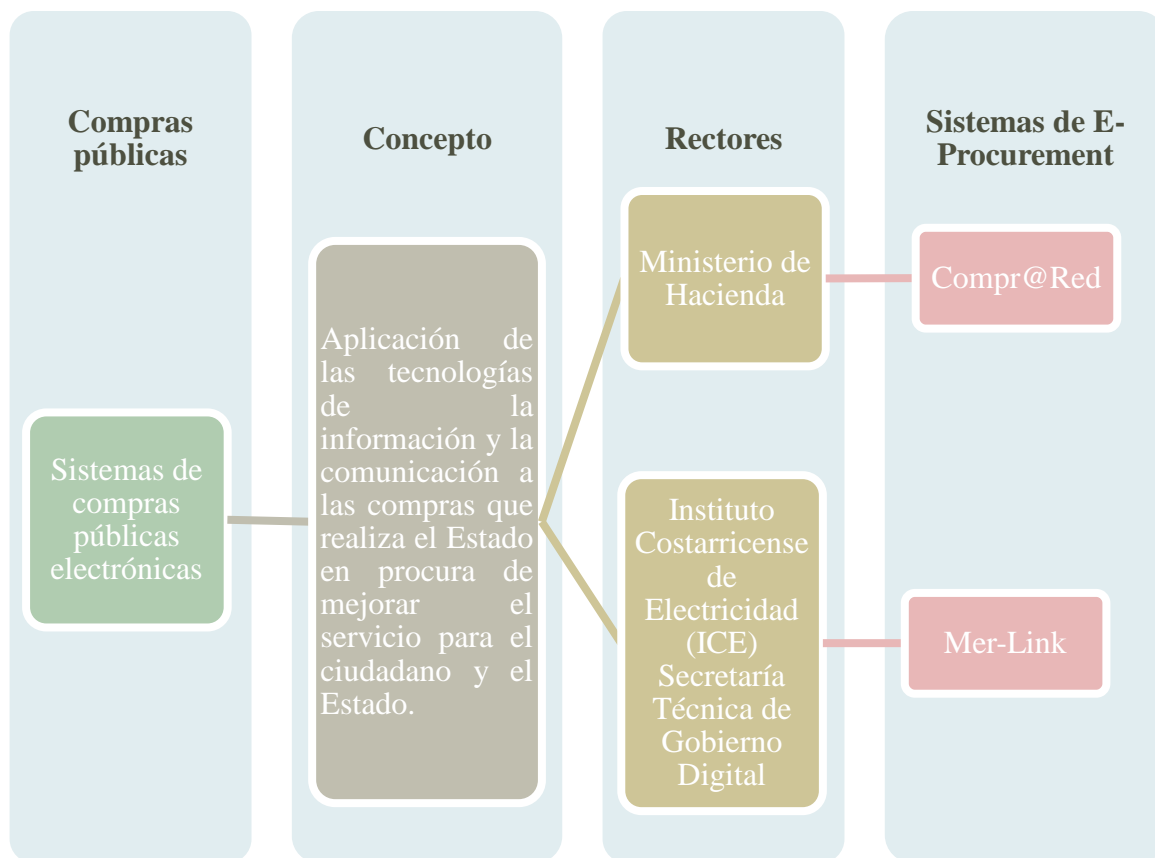 Compras
públicas
Sistemas de
compras
públicas
electrónicas
Concepto
Aplicación de
las tecnologías
de la
información y la
comunicación a
las compras que
realiza el Estado
en procura de
mejorar el
servicio para el
ciudadano y el
Estado.
Rectores
Ministerio de
Hacienda
Instituto
Costarricense
de
Electricidad
(ICE)
Secretaría
Técnica de
Gobierno
Digital
Sistemas de E-
Procurement
Compr@Red
Mer-Link